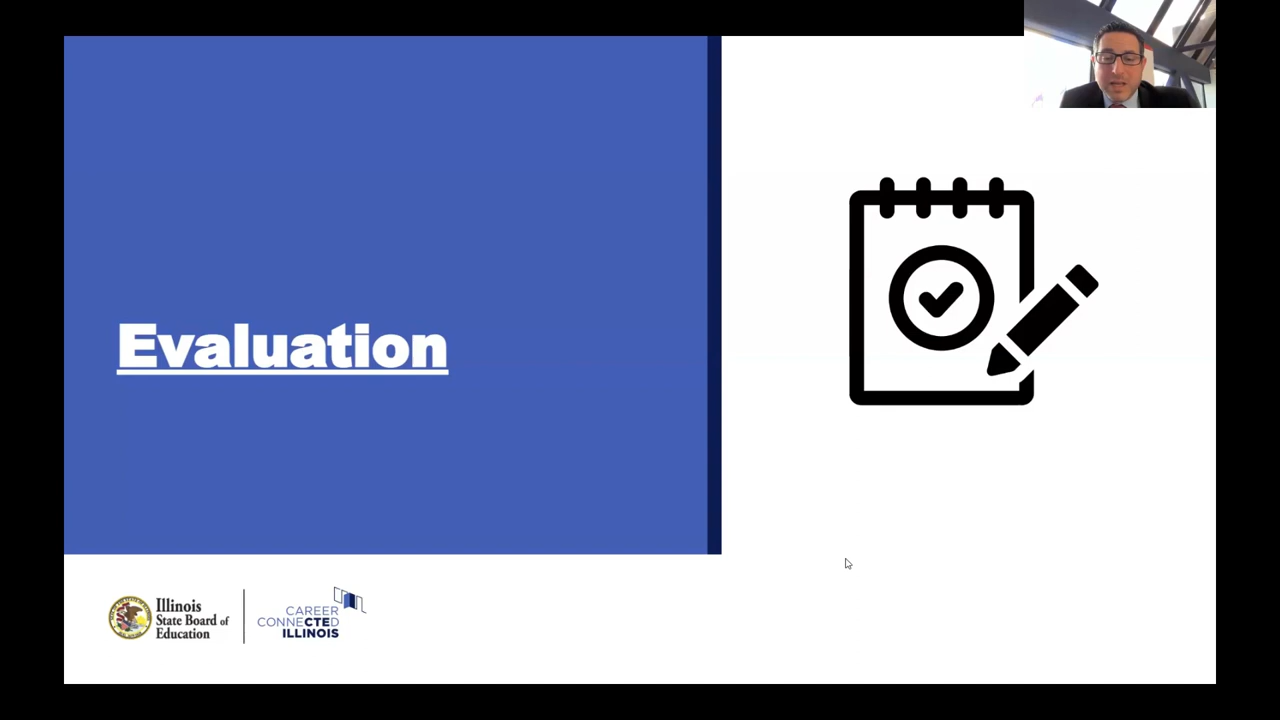 Evaluation
Illinois
State Board of
Education
CAREER
CONNECTED
ILLINOIS